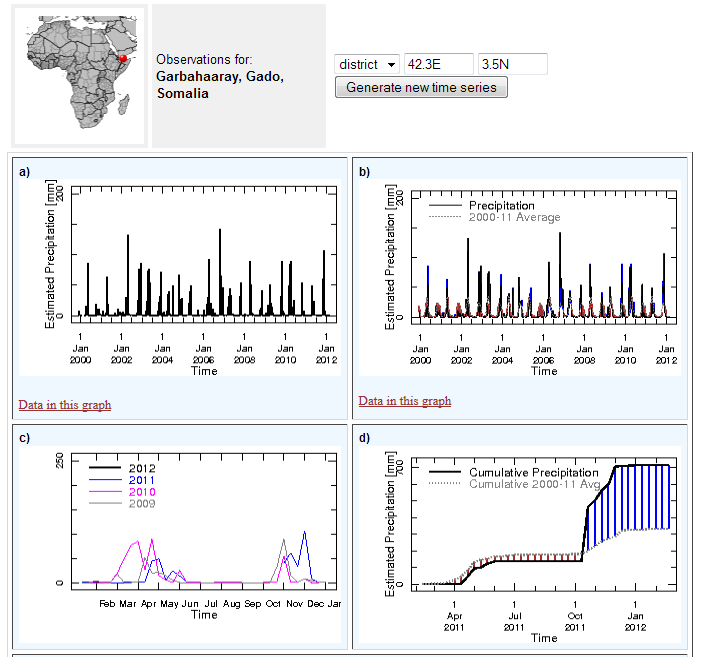 Observations for:
Garbahaaray, Gado,
Somalia
district 42.3E 3.5N
Generate new time series
a)
Estimated Precipitation [mm]
200
0
1 1 1 1 1 1 1
Jan Jan Jan Jan Jan Jan Jan
2000 2002 2004 2006 2008 2010 2012
Time
Data in this graph
b)
Precipitation
2000-11 Average
Estimated Precipitation [mm]
200
0
1 1 1 1 1 1 1
Jan Jan Jan Jan Jan Jan Jan
2000 2002 2004 2006 2008 2010 2012
Time
Data in this graph
c)
250
2012
2011
2010
2009
0
Feb Mar Apr May Jun Jul Aug Sep Oct Nov Dec Jan
Time
d)
Cumulative Precipitation
Cumulative 2000-11 Avg
Estimated Precipitation [mm]
700
0
1 1 1 1
Apr Jul Oct Jan
2011 2011 2011 2012
Time